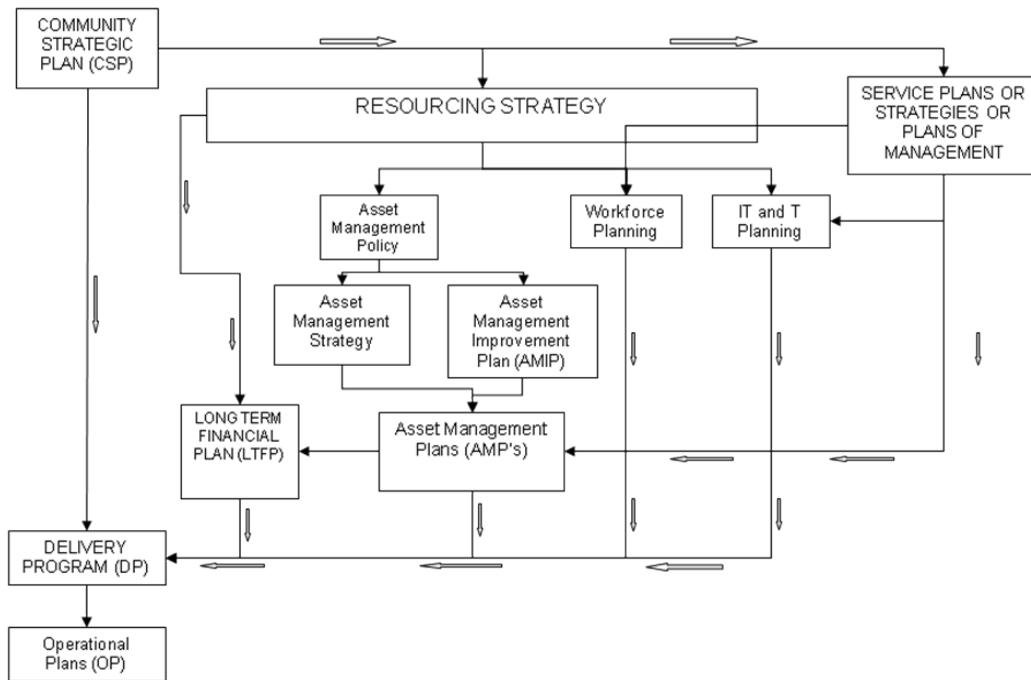 COMMUNITY
STRATEGIC
PLAN (CSP)
RESOURCING STRATEGY
SERVICE PLANS OR
STRATEGIES OR
PLANS OF
MANAGEMENT
Asset
Management
Policy
Workforce
Planning
IT and T
Planning
Asset
Management
Strategy
Asset
Management
Improvement
Plan (AMIP)
LONG TERM
FINANCIAL
PLAN (LTFP)
Asset Management
Plans (AMP's)
DELIVERY
PROGRAM (DP)
Operational
Plans (OP)